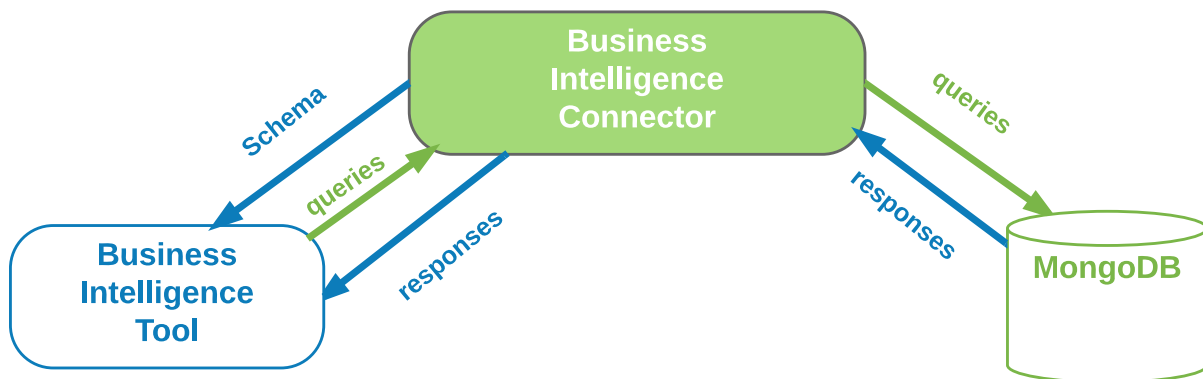 Business
Intelligence
Connector
Schema
queries
responses
queries
responses
Business
Intelligence
Tool
MongoDB